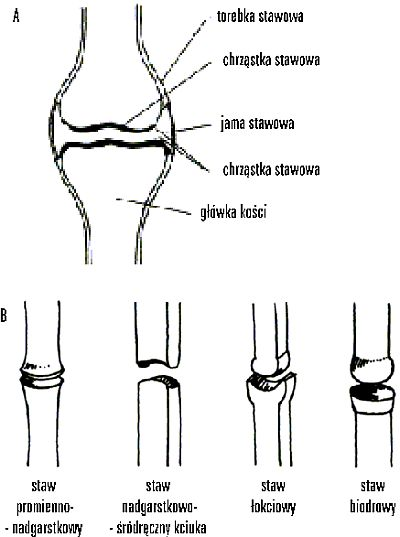 A
torebka stawowa
chrząstka stawowa
jama stawowa
chrząstka stawowa
główka kości
B
staw
promienno-
- nadgarstkowy
staw
nadgarstkowo-
- śródręczny kciuka
staw
łokciowy
staw
biodrowy